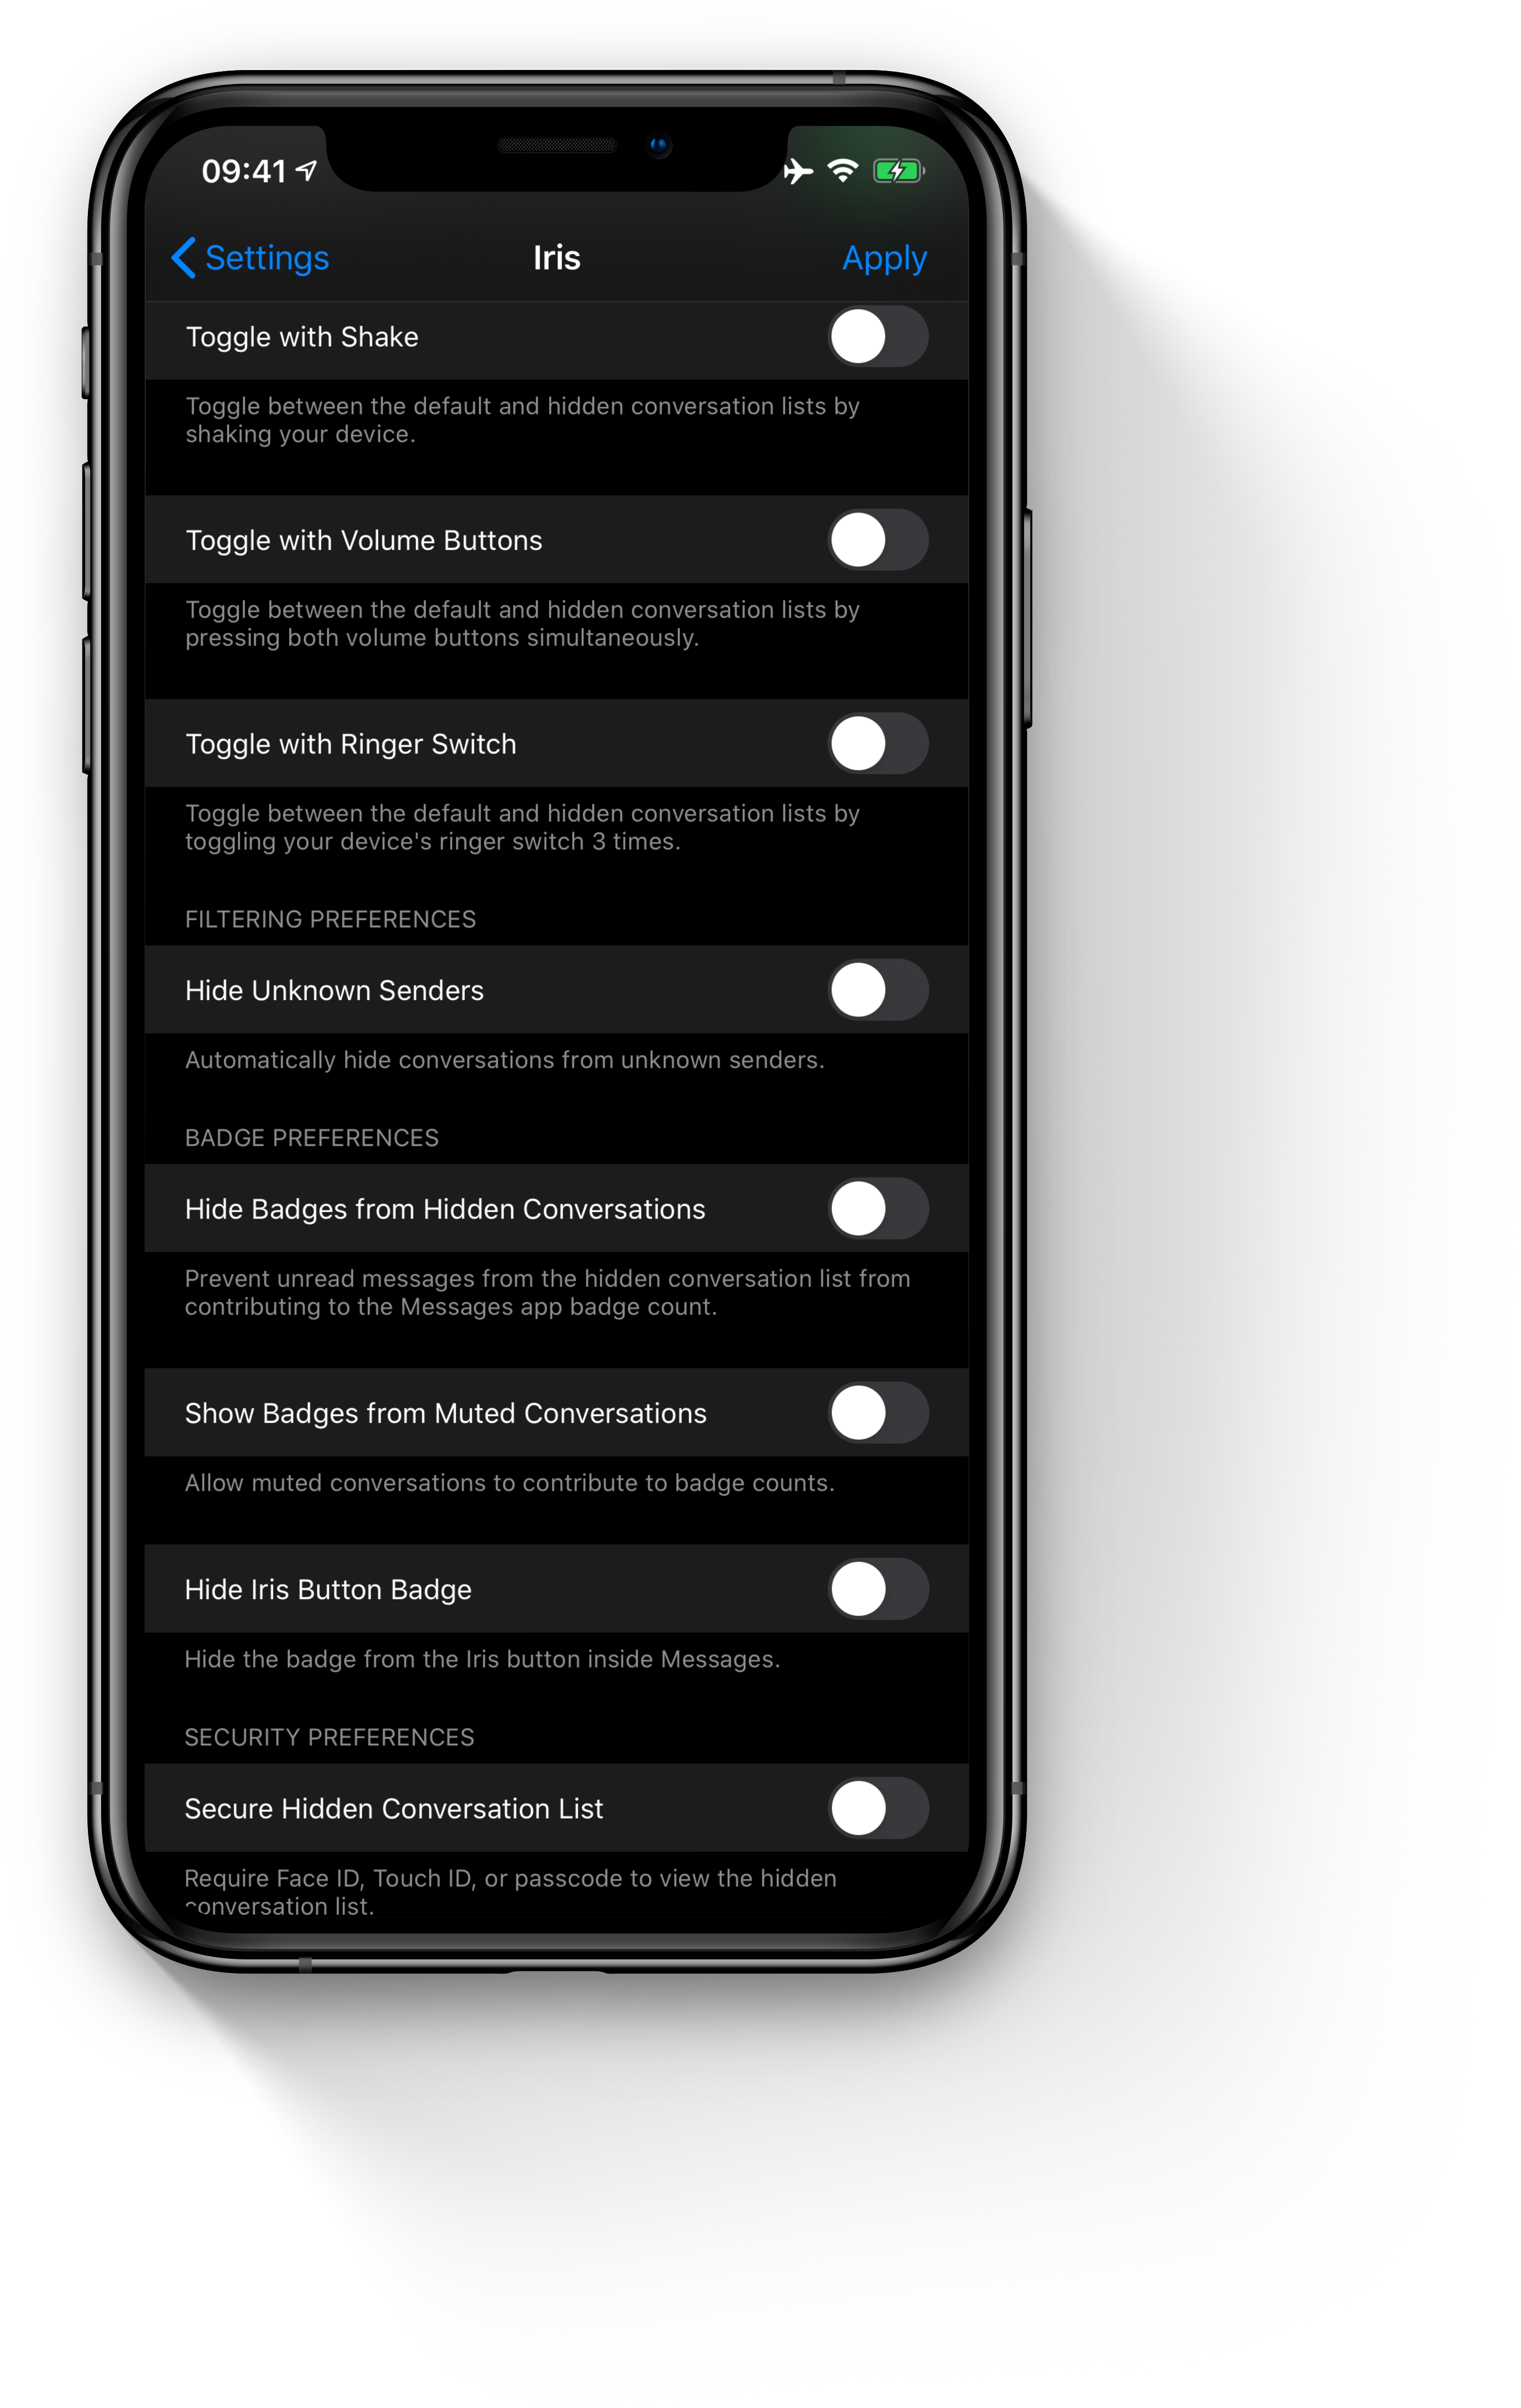 09:41
Settings
Iris
Apply
Toggle with Shake
Toggle between the default and hidden conversation lists by
shaking your device.
Toggle with Volume Buttons
Toggle between the default and hidden conversation lists by
pressing both volume buttons simultaneously.
Toggle with Ringer Switch
Toggle between the default and hidden conversation lists by
toggling your device's ringer switch 3 times.
FILTERING PREFERENCES
Hide Unknown Senders
Automatically hide conversations from unknown senders.
BADGE PREFERENCES
Hide Badges from Hidden Conversations
Prevent unread messages from the hidden conversation list from
contributing to the Messages app badge count.
Show Badges from Muted Conversations
Allow muted conversations to contribute to badge counts.
Hide Iris Button Badge
Hide the badge from the Iris button inside Messages.
SECURITY PREFERENCES
Secure Hidden Conversation List
Require Face ID, Touch ID, or passcode to view the hidden
conversation list.